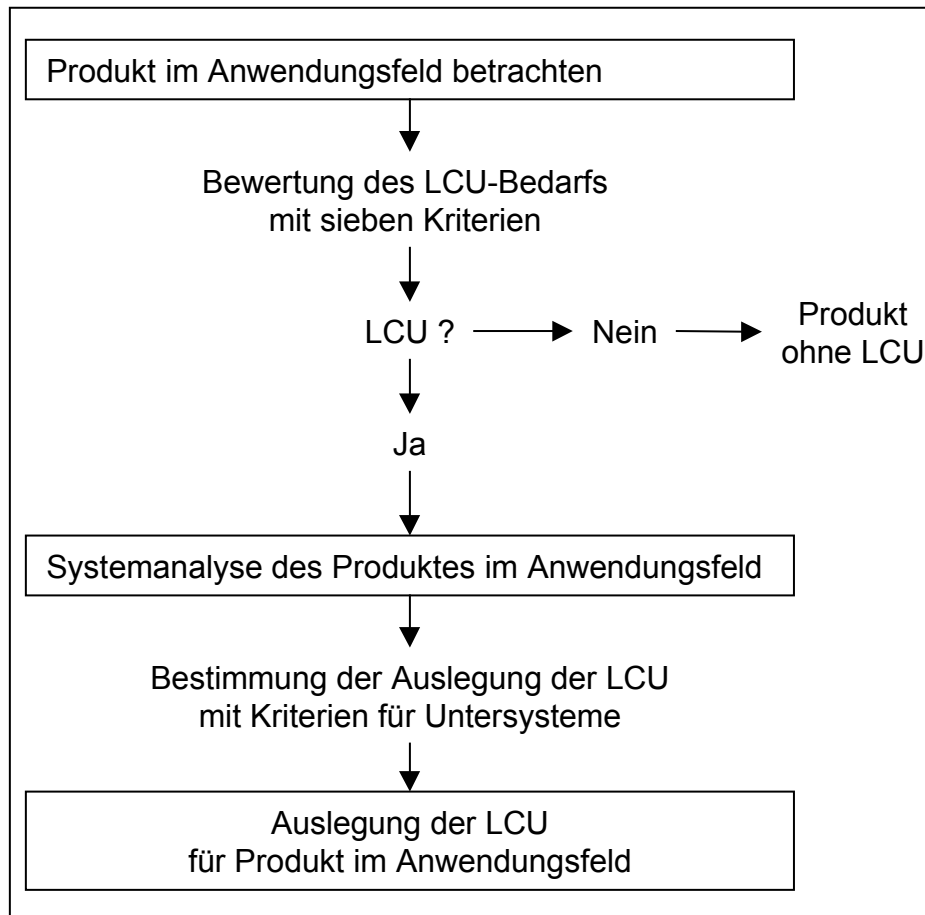 Produkt im Anwendungsfeld betrachten
Bewertung des LCU-Bedarfs
mit sieben Kriterien
LCU ?
Nein
Produkt
ohne LCU
Ja
Systemanalyse des Produktes im Anwendungsfeld
Bestimmung der Auslegung der LCU
mit Kriterien für Untersysteme
Auslegung der LCU
für Produkt im Anwendungsfeld